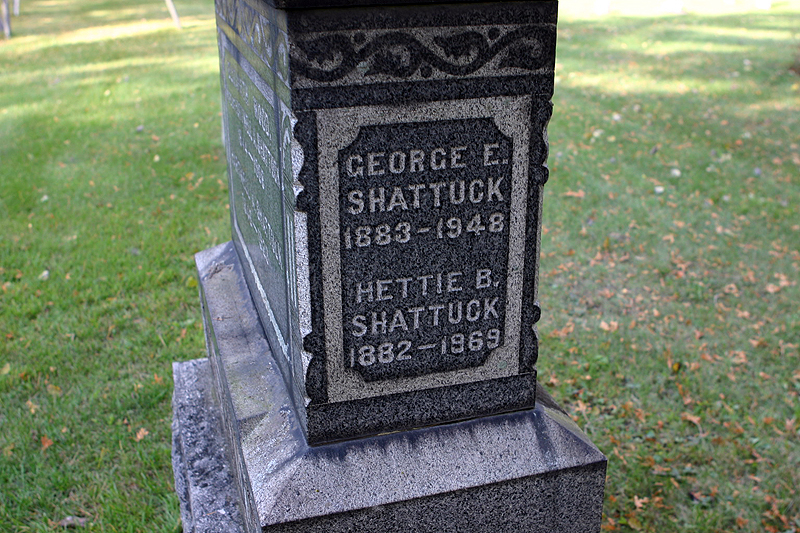 GEORGE E.
SHATTUCK
1883–1948
HETTIE B.
SHATTUCK
1882–1969